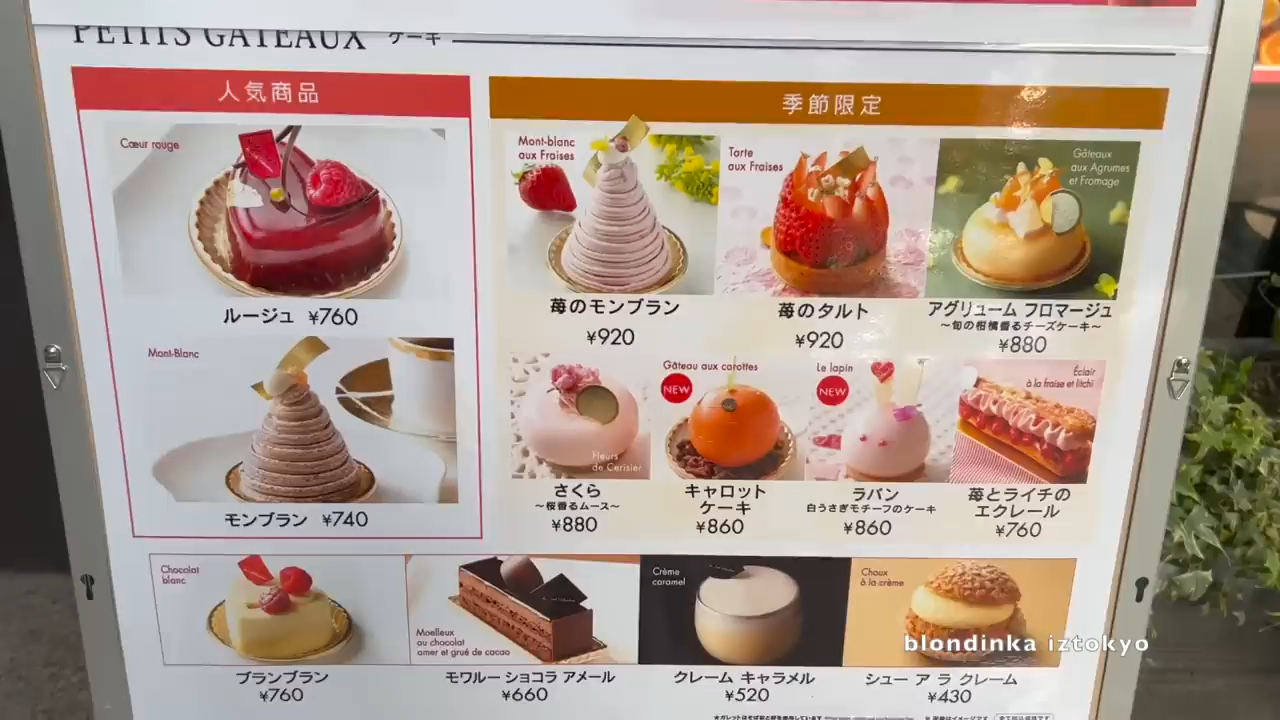 PETITS GATEAUX ケーキ
人気商品
Cœur rouge
ルージュ ¥760
Mont-Blanc
モンブラン ¥740
季節限定
Mont-blanc
aux Fraises
苺のモンブラン
¥920
Tarte
aux Fraises
苺のタルト
¥920
Gâteaux
aux Agrumes
et Fromage
アグリューム フロマージュ
～旬の柑橘香るチーズケーキ～
¥880
Fleurs
de Cerisier
さくら
～桜香るムース～
¥880
Gâteau aux carottes
NEW
キャロット
ケーキ
¥860
Le lapin
NEW
ラパン
白うさぎモチーフのケーキ
¥860
Éclair
à la fraise et litchi
苺とライチの
エクレール
¥760
Chocolat
blanc
ブランブラン
¥760
Moelleux
au chocolat
amer et grué de cacao
モワルー ショコラ アメール
¥660
Crème
caramel
クレーム キャラメル
¥520
Choux
à la crème
シュー ア ラ クレーム
¥430
blondinka iztokyo